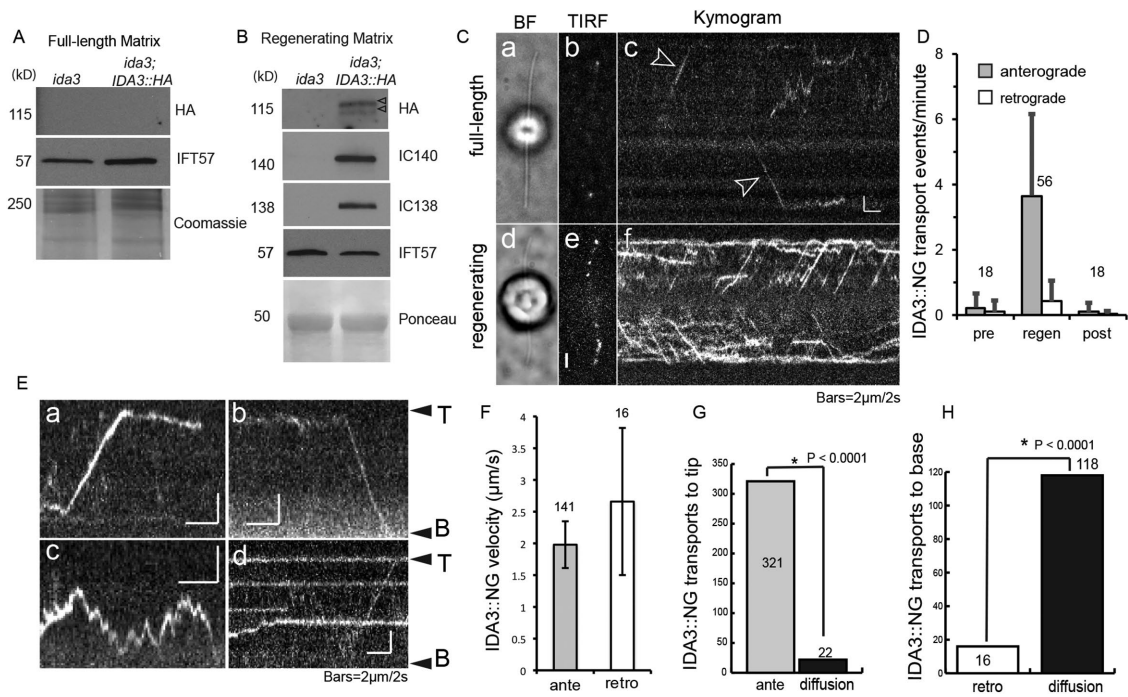 A
Full-length Matrix
(kD)
ida3
ida3;
IDA3::HA
115
HA
57
IFT57
250
Coomassie
B
Regenerating Matrix
(kD)
ida3
ida3;
IDA3::HA
115
HA
140
IC140
138
IC138
57
IFT57
50
Ponceau
C
BF
TIRF
Kymogram
full-length
a
b
c
regenerating
d
e
f
Bars=2µm/2s
D
IDA3::NG transport events/minute
anterograde
retrograde
8
6
4
2
0
18
56
18
pre
regen
post
E
a
b
T
B
c
d
T
B
Bars=2µm/2s
F
IDA3::NG velocity (µm/s)
4
3.5
3
2.5
2
1.5
1
0.5
0
141
16
ante
retro
G
IDA3::NG transports to tip
* P < 0.0001
350
300
250
200
150
100
50
0
321
22
ante
diffusion
H
IDA3::NG transports to base
* P < 0.0001
120
100
80
60
40
20
0
16
118
retro
diffusion